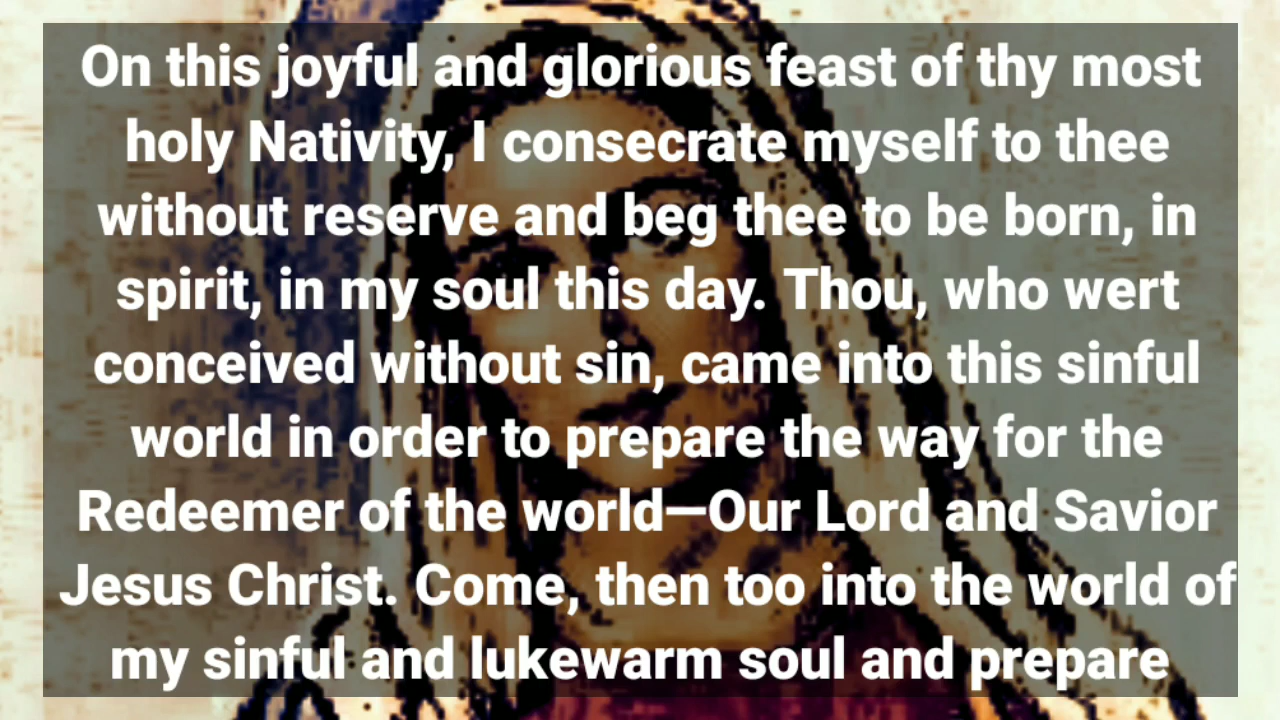 On this joyful and glorious feast of thy most
holy Nativity, I consecrate myself to thee
without reserve and beg thee to be born, in
spirit, in my soul this day. Thou, who wert
conceived without sin, came into this sinful
world in order to prepare the way for the
Redeemer of the world—Our Lord and Savior
Jesus Christ. Come, then too into the world of
my sinful and lukewarm soul and prepare